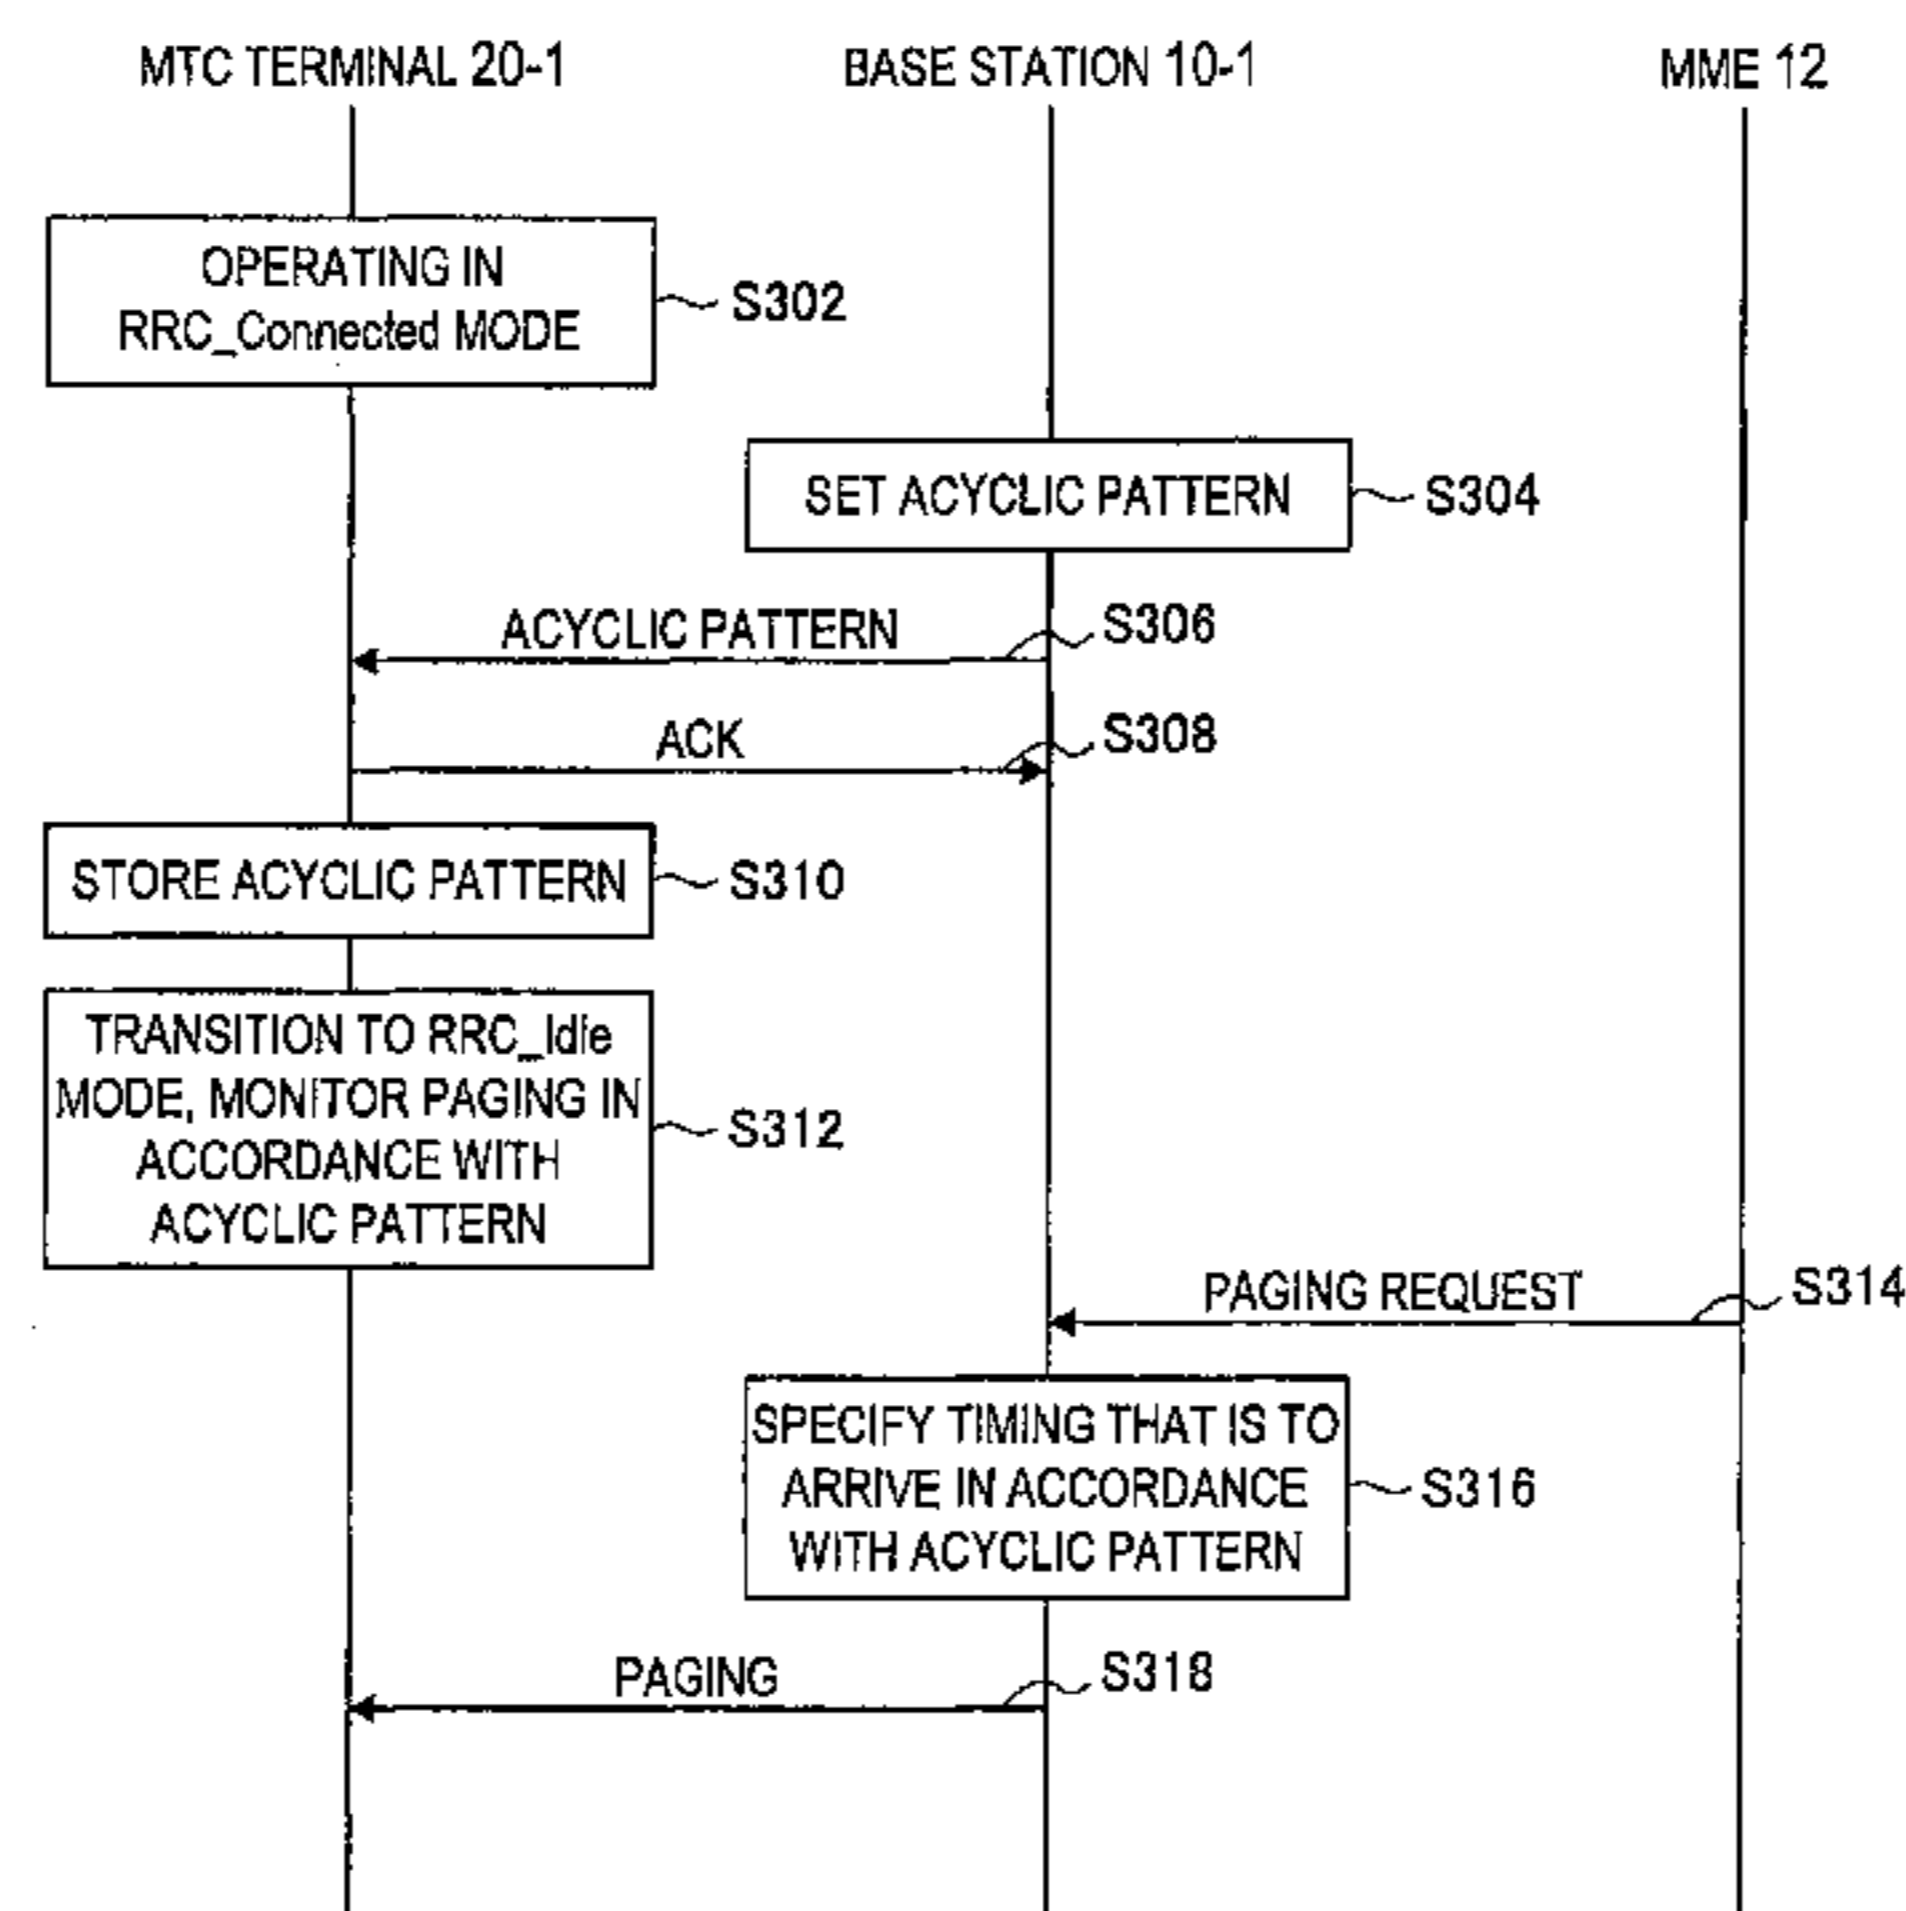 MTC TERMINAL 20-1
BASE STATION 10-1
MME 12
OPERATING IN
RRC_Connected MODE
S302
SET ACYCLIC PATTERN
S304
ACYCLIC PATTERN
S306
ACK
S308
STORE ACYCLIC PATTERN
S310
TRANSITION TO RRC_Idle
MODE, MONITOR PAGING IN
ACCORDANCE WITH
ACYCLIC PATTERN
S312
PAGING REQUEST
S314
SPECIFY TIMING THAT IS TO
ARRIVE IN ACCORDANCE
WITH ACYCLIC PATTERN
S316
PAGING
S318